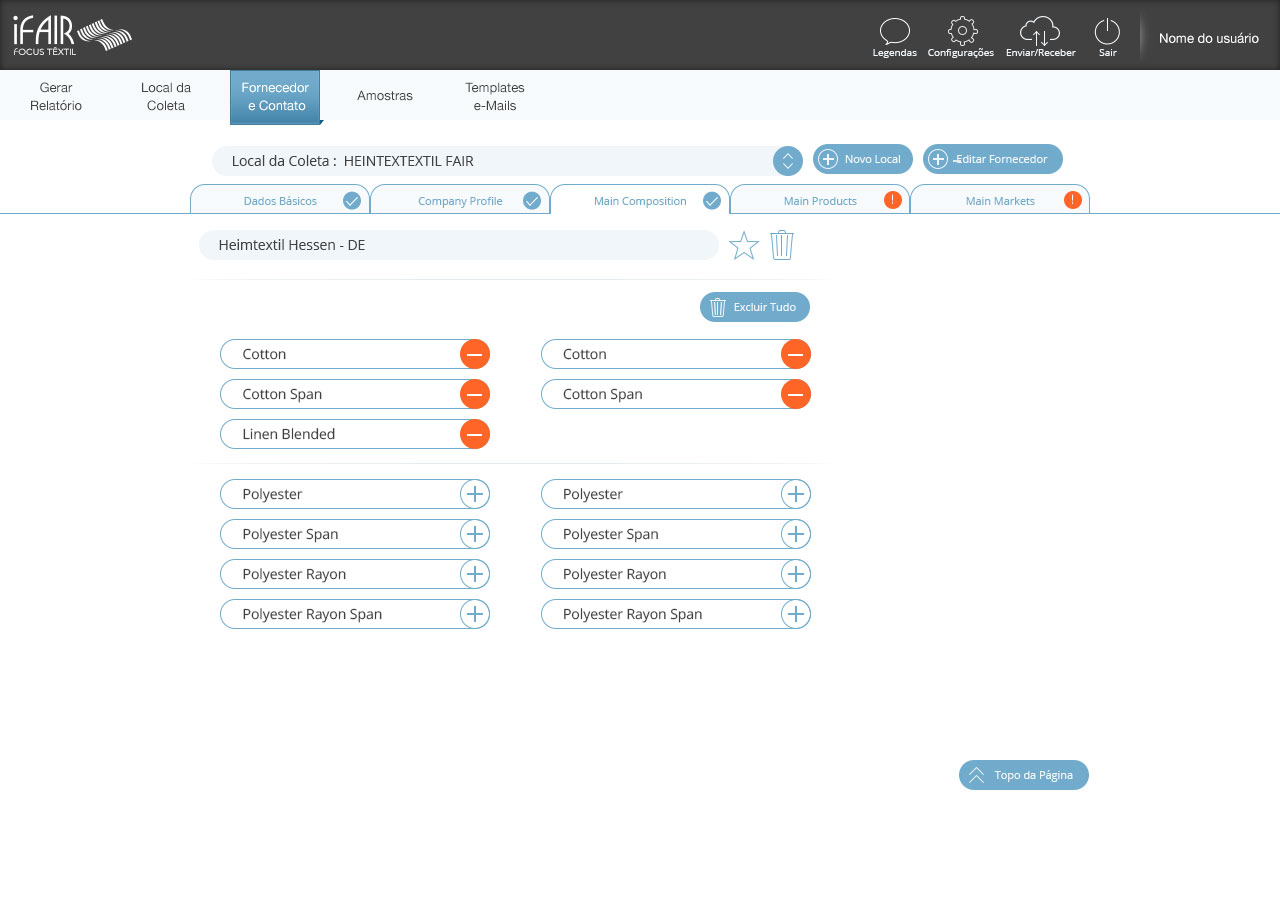 iFAIR
FOCUS TÊXTIL
Legendas
Configurações
Enviar/Receber
Sair
Nome do usuário
Gerar
Relatório
Local da
Coleta
Fornecedor
e Contato
Amostras
Templates
e-Mails
Local da Coleta : HEINTEXTEXTIL FAIR
Novo Local
Editar Fornecedor
Dados Básicos
Company Profile
Main Composition
Main Products
!
Main Markets
!
Heimtextil Hessen - DE
Excluir Tudo
Cotton
Cotton
Cotton Span
Cotton Span
Linen Blended
Polyester
Polyester
Polyester Span
Polyester Span
Polyester Rayon
Polyester Rayon
Polyester Rayon Span
Polyester Rayon Span
Topo da Página